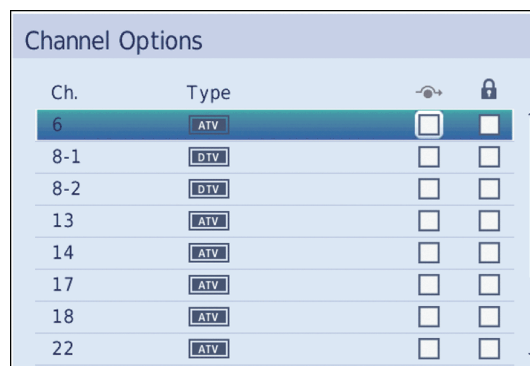 Channel Options
Ch. Type
6 ATV
8-1 DTV
8-2 DTV
13 ATV
14 ATV
17 ATV
18 ATV
22 ATV